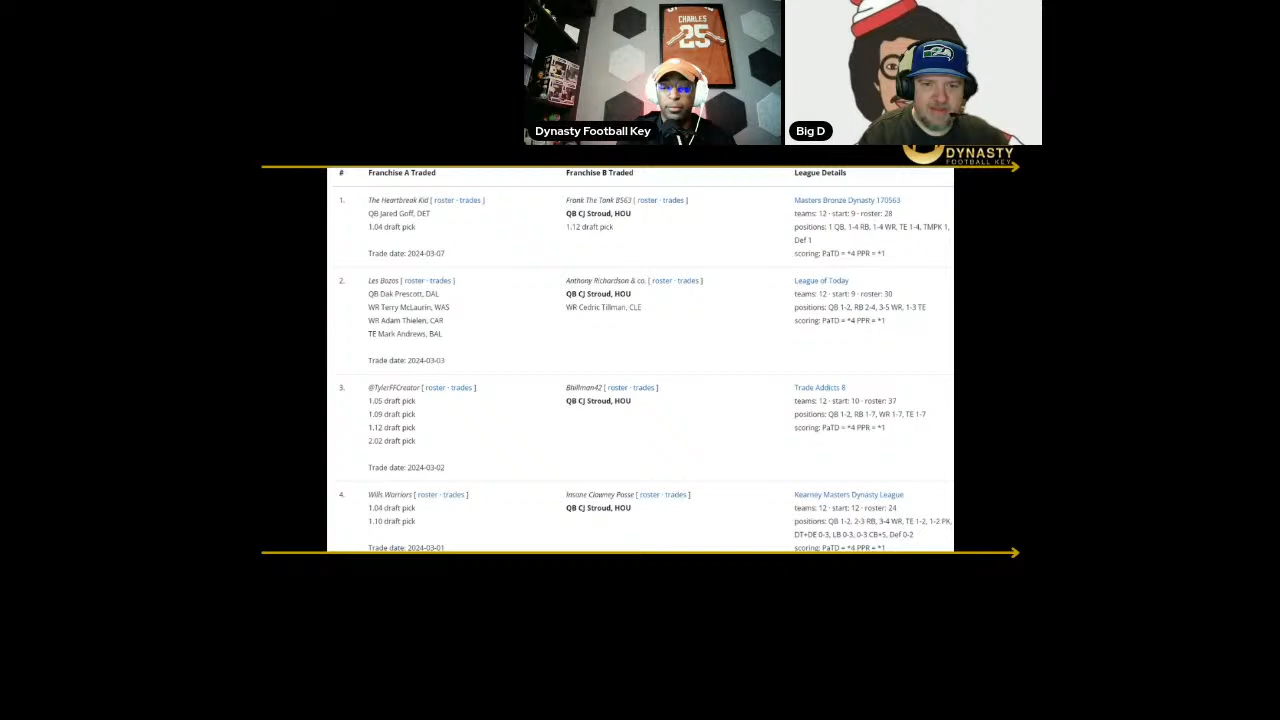 CHARLES
25
Dynasty Football Key
Big D
DYNASTY
FOOTBALL KEY
# Franchise A Traded Franchise B Traded League Details
1. The Heartbreak Kid [ roster · trades ] Frank The Tank B563 [ roster · trades ] Masters Bronze Dynasty 170563
QB Jared Goff, DET QB CJ Stroud, HOU teams: 12 · start: 9 · roster: 28
1.04 draft pick 1.12 draft pick positions: 1 QB, 1-4 RB, 1-4 WR, TE 1-4, TMPK 1,
Def 1
Trade date: 2024-03-07 scoring: PaTD = *4 PPR = *1
2. Les Bozos [ roster · trades ] Anthony Richardson & co. [ roster · trades ] League of Today
QB Dak Prescott, DAL QB CJ Stroud, HOU teams: 12 · start: 9 · roster: 30
WR Terry McLaurin, WAS WR Cedric Tillman, CLE positions: QB 1-2, RB 2-4, 3-5 WR, 1-3 TE
WR Adam Thielen, CAR scoring: PaTD = *4 PPR = *1
TE Mark Andrews, BAL
Trade date: 2024-03-03
3. @TylerFFCreator [ roster · trades ] Bhillman42 [ roster · trades ] Trade Addicts 8
1.05 draft pick QB CJ Stroud, HOU teams: 12 · start: 10 · roster: 37
1.09 draft pick positions: QB 1-2, RB 1-7, WR 1-7, TE 1-7
1.12 draft pick scoring: PaTD = *4 PPR = *1
2.02 draft pick
Trade date: 2024-03-02
4. Wills Warriors [ roster · trades ] Insane Clowney Posse [ roster · trades ] Kearney Masters Dynasty League
1.04 draft pick QB CJ Stroud, HOU teams: 12 · start: 12 · roster: 24
1.10 draft pick positions: QB 1-2, 2-3 RB, 3-4 WR, TE 1-2, 1-2 PK,
DT+DE 0-3, LB 0-3, 0-3 CB+S, Def 0-2
Trade date: 2024-03-01 scoring: PaTD = *4 PPR = *1